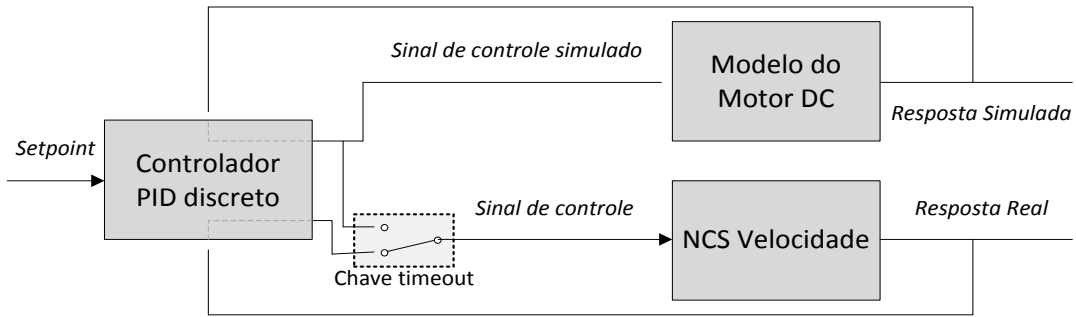 Sinal de controle simulado
Modelo do
Motor DC
Resposta Simulada
Setpoint
Controlador
PID discreto
Sinal de controle
NCS Velocidade
Resposta Real
Chave timeout